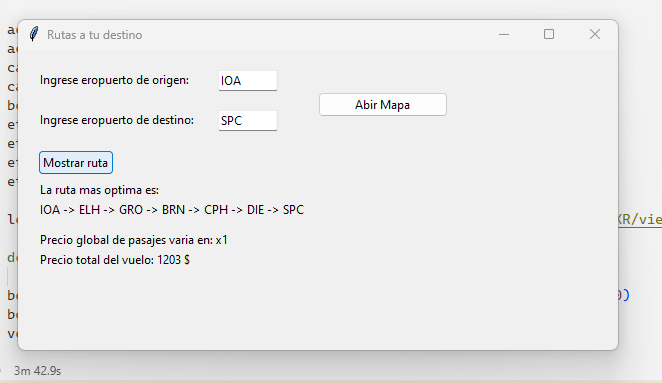 Rutas a tu destino
Ingrese eropuerto de origen: IOA
Abir Mapa
Ingrese eropuerto de destino: SPC
Mostrar ruta
La ruta mas optima es:
IOA -> ELH -> GRO -> BRN -> CPH -> DIE -> SPC
KR/vie
Precio global de pasajes varia en: x1
Precio total del vuelo: 1203 $
3m 42.9s